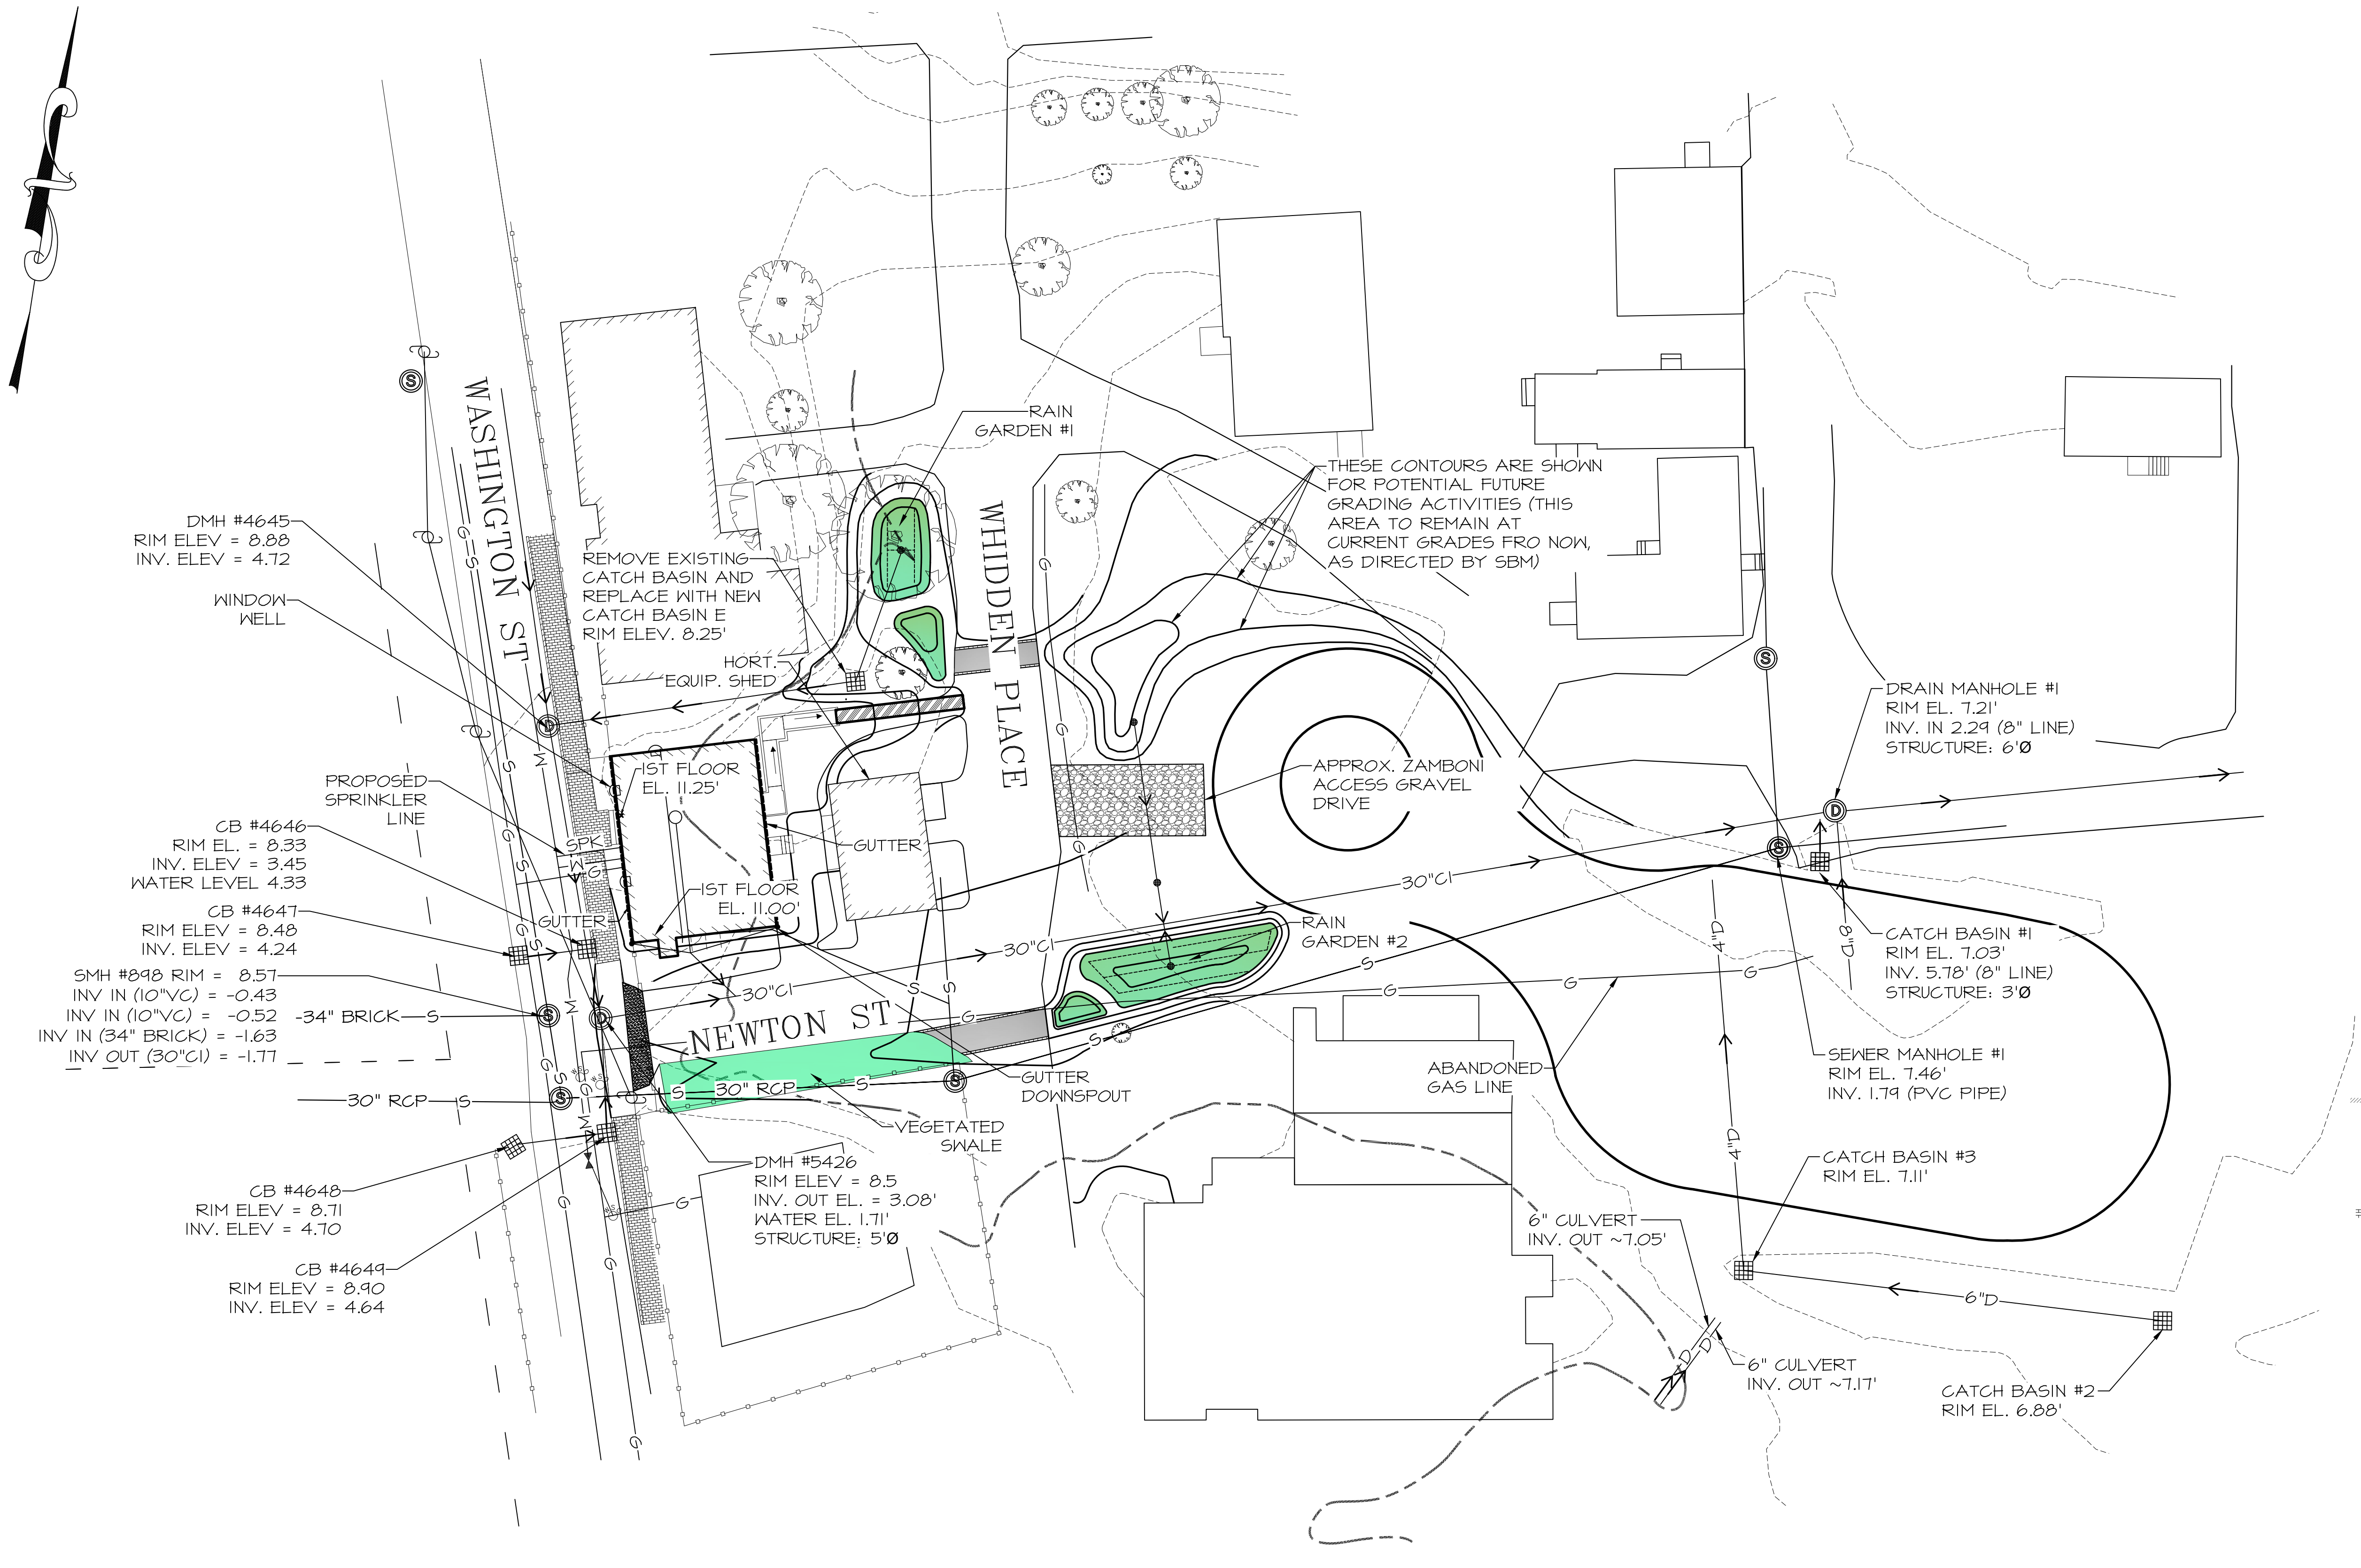 RAIN
GARDEN #1
THESE CONTOURS ARE SHOWN
FOR POTENTIAL FUTURE
GRADING ACTIVITIES (THIS
AREA TO REMAIN AT
CURRENT GRADES FRO NOW,
AS DIRECTED BY SBM)
WASHINGTON ST
WHIDDEN PLACE
DMH #4645
RIM ELEV = 8.88
INV. ELEV = 4.72
REMOVE EXISTING
CATCH BASIN AND
REPLACE WITH NEW
CATCH BASIN E
RIM ELEV. 8.25'
WINDOW
WELL
HORT.
EQUIP. SHED
DRAIN MANHOLE #1
RIM EL. 7.21'
INV. IN 2.29 (8" LINE)
STRUCTURE: 6'Ø
1ST FLOOR
EL. 11.25'
APPROX. ZAMBONI
ACCESS GRAVEL
DRIVE
PROPOSED
SPRINKLER
LINE
SPK
W
G
GUTTER
CB #4646
RIM EL. = 8.33
INV. ELEV = 3.45
WATER LEVEL 4.33
1ST FLOOR
EL. 11.00'
GUTTER
30"CI
CB #4647
RIM ELEV = 8.48
INV. ELEV = 4.24
RAIN
GARDEN #2
30"CI
4"D
8"D
CATCH BASIN #1
RIM EL. 7.03'
INV. 5.78' (8" LINE)
STRUCTURE: 3'Ø
SMH #898 RIM = 8.57
INV IN (10"VC) = -0.43
INV IN (10"VC) = -0.52
INV IN (34" BRICK) = -1.63
INV OUT (30"CI) = -1.77
34" BRICK
S
30"CI
NEWTON ST
G
S
ABANDONED
GAS LINE
SEWER MANHOLE #1
RIM EL. 7.46'
INV. 1.79 (PVC PIPE)
30" RCP
S
S
30" RCP
S
GUTTER
DOWNSPOUT
VEGETATED
SWALE
4"D
DMH #5426
RIM ELEV = 8.5
INV. OUT EL. = 3.08'
WATER EL. 1.71'
STRUCTURE: 5'Ø
CATCH BASIN #3
RIM EL. 7.11'
CB #4648
RIM ELEV = 8.71
INV. ELEV = 4.70
6" CULVERT
INV. OUT ~7.05'
CB #4649
RIM ELEV = 8.90
INV. ELEV = 4.64
6"D
D
D
6" CULVERT
INV. OUT ~7.17'
CATCH BASIN #2
RIM EL. 6.88'